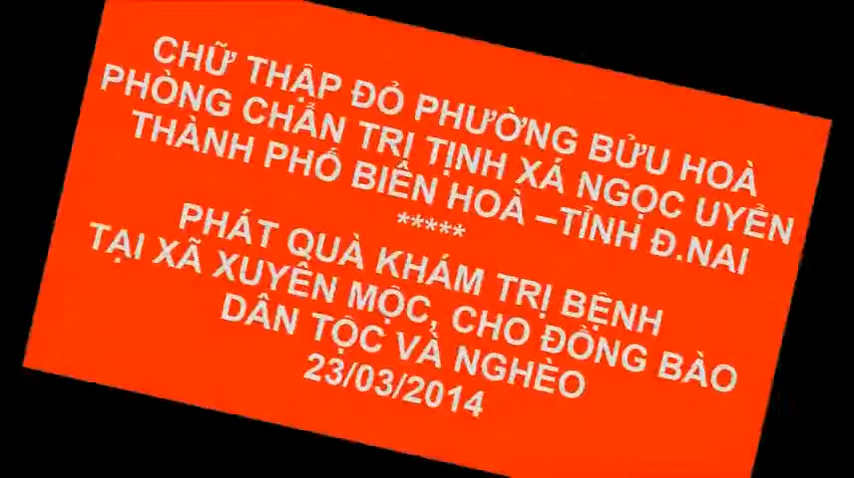 CHỮ THẬP ĐỎ PHƯỜNG BỬU HOÀ
PHÒNG CHẨN TRỊ TỊNH XÁ NGỌC UYỂN
THÀNH PHỐ BIÊN HOÀ –TỈNH Đ.NAI
*****
PHÁT QUÀ KHÁM TRỊ BỆNH
TẠI XÃ XUYÊN MỘC, CHO ĐỒNG BÀO
DÂN TỘC VÀ NGHÈO
23/03/2014